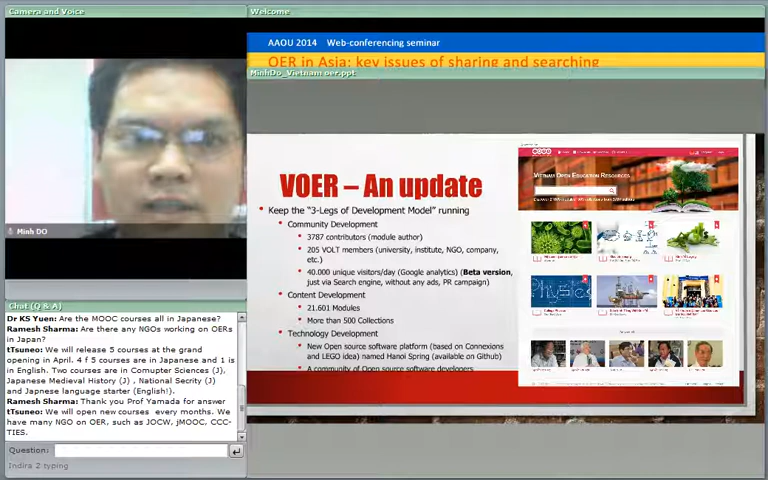 Camera and Voice
Welcome
AAOU 2014 Web-conferencing seminar
OER in Asia: key issues of sharing and searching
MinhDo_Vietnam oer.ppt
VOER – An update
Keep the "3-Legs of Development Model" running
Community Development
3787 contributors (module author)
205 VOLT members (university, institute, NGO, company,
etc.)
40.000 unique visitors/day (Google analytics) (Beta version,
just via Search engine, without any ads, PR campaign)
Content Development
21.601 Modules
More than 500 Collections
Technology Development
New Open source software platform (based on Connexions
and LEGO idea) named Hanoi Spring (available on Github)
A community of Open source software developers
VIETNAM OPEN EDUCATION RESOURCES
Physics
Minh DO
Chat (Q & A)
Dr KS Yuen: Are the MOOC courses all in Japanese?
Ramesh Sharma: Are there any NGOs working on OERs
in Japan?
tTsuneo: We will release 5 courses at the grand
opening in April. 4 f 5 courses are in Japanese and 1 is
in English. Two courses are in Comupter Sciences (J),
Japanese Medieval History (J) , National Secrity (J)
and Japnese language starter (English!).
Ramesh Sharma: Thank you Prof Yamada for answer
tTsuneo: We will open new courses every months. We
have many NGO on OER, such as JOCW, jMOOC, CCC-
TIES.
Question:
Indira 2 typing